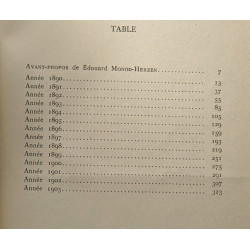 TABLE
Avant-propos de Édouard Monod-Herzen ..... 7
Année 1890 ..... 13
Année 1891 ..... 37
Année 1892 ..... 55
Année 1893 ..... 85
Année 1894 ..... 105
Année 1895 ..... 129
Année 1896 ..... 159
Année 1897 ..... 193
Année 1898 ..... 219
Année 1899 ..... 251
Année 1900 ..... 275
Année 1901 ..... 291
Année 1902 ..... 307
Année 1903 ..... 323